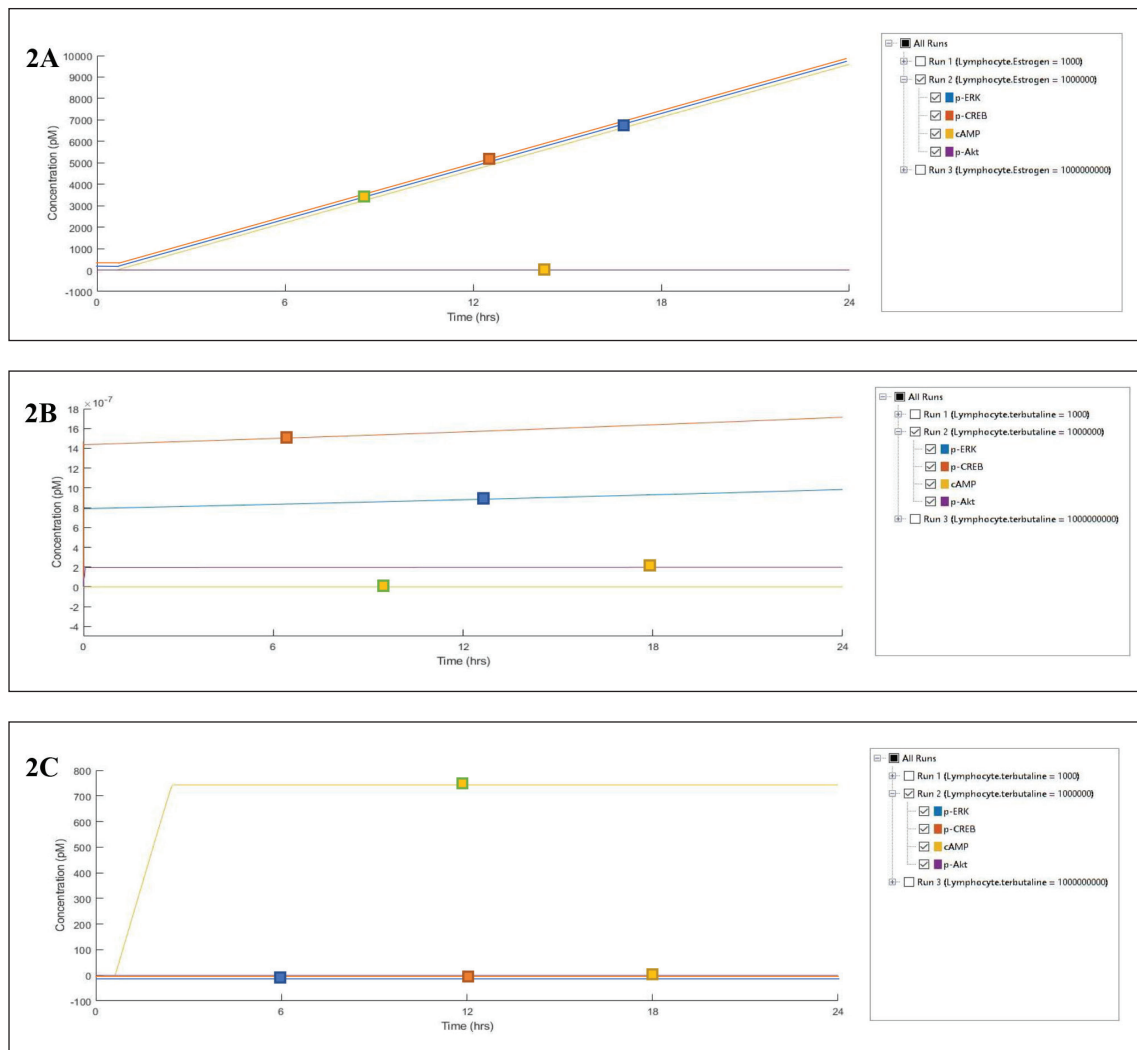 2A
Concentration (pM)
10000
9000
8000
7000
6000
5000
4000
3000
2000
1000
0
-1000
0 6 12 18 24
Time (hrs)
All Runs
Run 1 (Lymphocyte.Estrogen = 1000)
Run 2 (Lymphocyte.Estrogen = 1000000)
p-ERK
p-CREB
cAMP
p-Akt
Run 3 (Lymphocyte.Estrogen = 1000000000)
2B
× 10-7
Concentration (pM)
18
16
14
12
10
8
6
4
2
0
-2
-4
0 6 12 18 24
Time (hrs)
All Runs
Run 1 (Lymphocyte.terbutaline = 1000)
Run 2 (Lymphocyte.terbutaline = 1000000)
p-ERK
p-CREB
cAMP
p-Akt
Run 3 (Lymphocyte.terbutaline = 1000000000)
2C
Concentration (pM)
800
700
600
500
400
300
200
100
0
-100
0 6 12 18 24
Time (hrs)
All Runs
Run 1 (Lymphocyte.terbutaline = 1000)
Run 2 (Lymphocyte.terbutaline = 1000000)
p-ERK
p-CREB
cAMP
p-Akt
Run 3 (Lymphocyte.terbutaline = 1000000000)